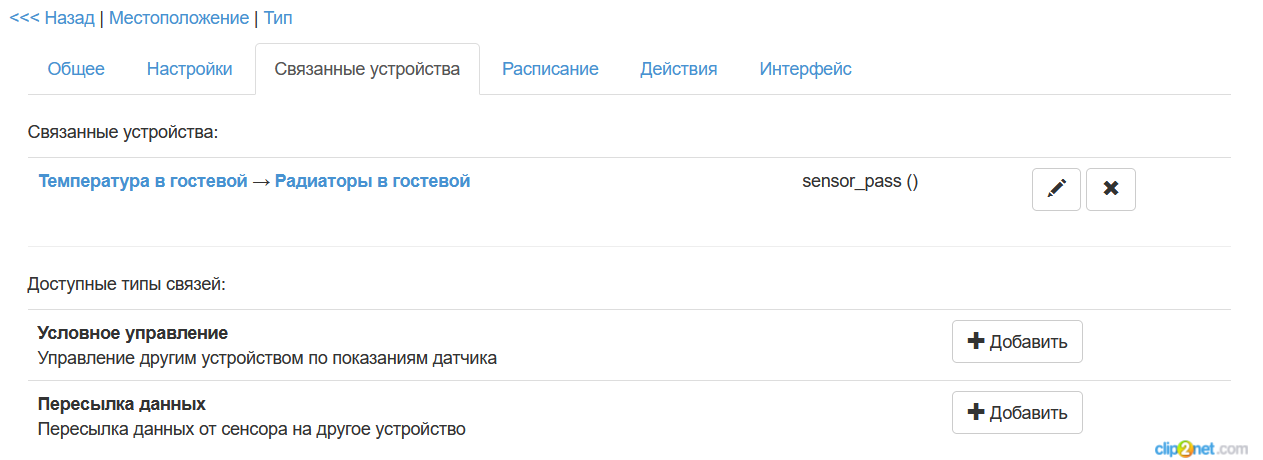 <<< Назад | Местоположение | Тип
Общее Настройки Связанные устройства Расписание Действия Интерфейс
Связанные устройства:
Температура в гостевой → Радиаторы в гостевой sensor_pass ()
Доступные типы связей:
Условное управление
Управление другим устройством по показаниям датчика
Добавить
Пересылка данных
Пересылка данных от сенсора на другое устройство
Добавить
clip2net.com